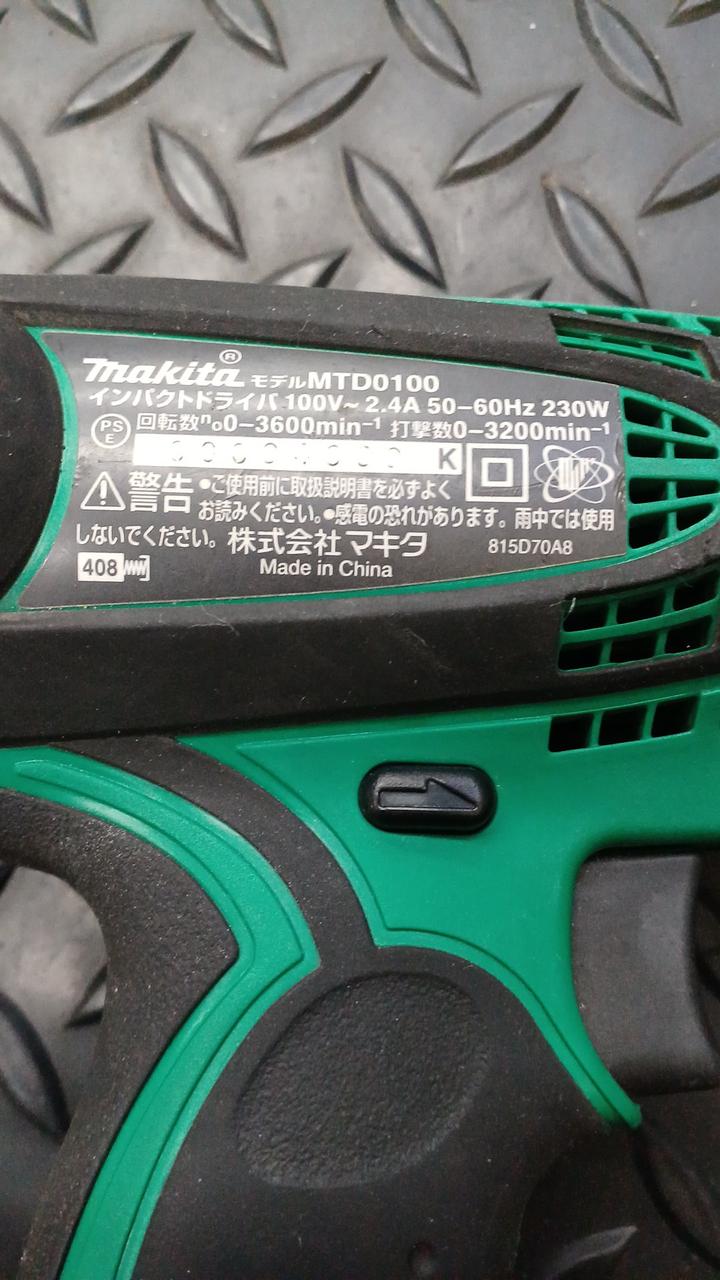 makita® モデルMTD0100
インパクトドライバ 100V~ 2.4A 50–60Hz 230W
PS E 回転数n₀0–3600min⁻¹ 打撃数0–3200min⁻¹
K
警告 •ご使用前に取扱説明書を必ずよく
お読みください。•感電の恐れがあります。雨中では使用
しないでください。 株式会社 マキタ 815D70A8
408 Made in China